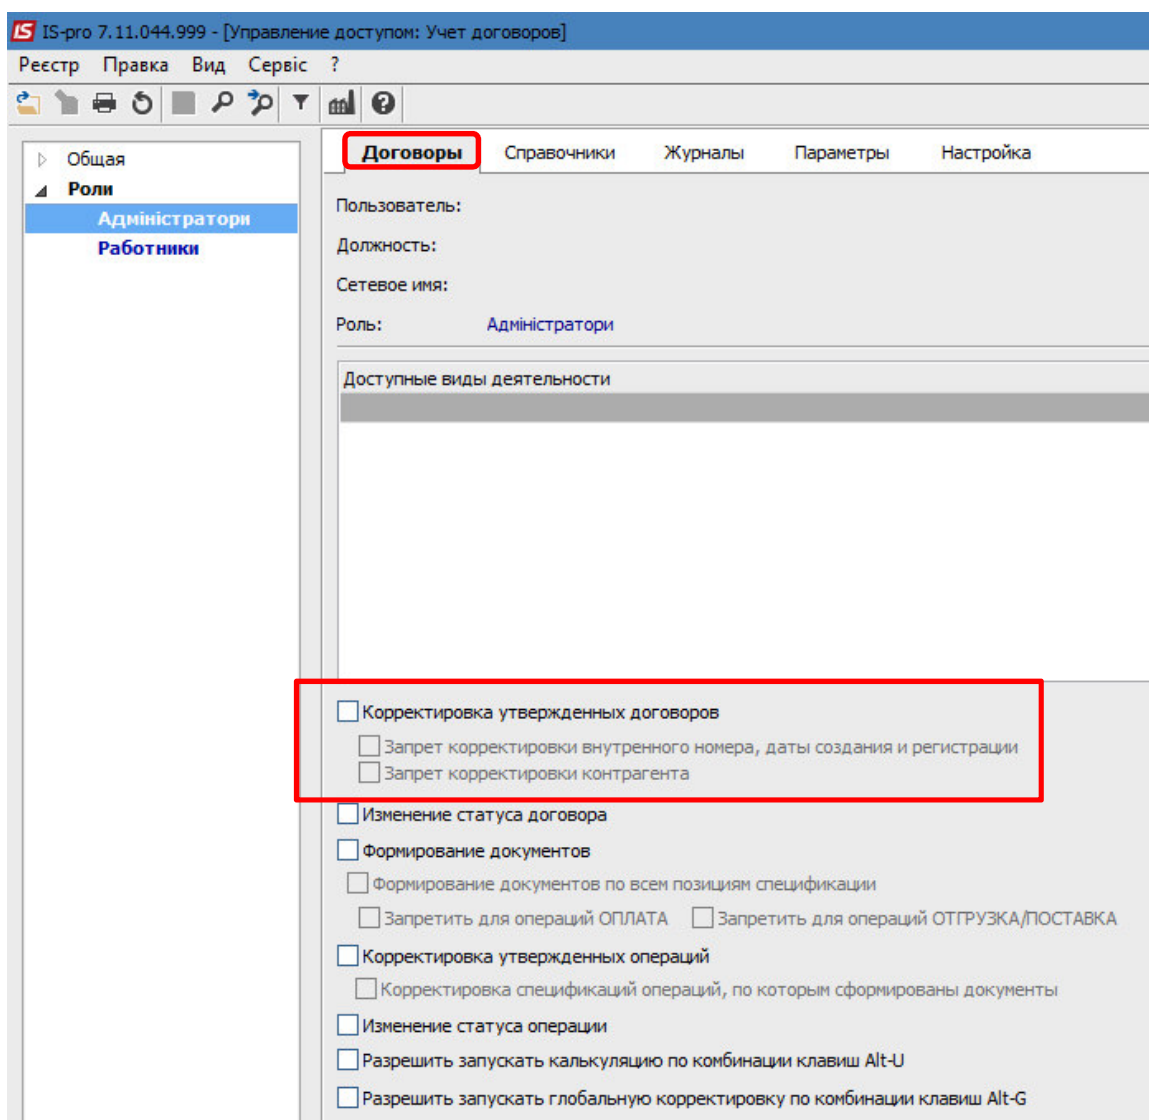 IS IS-pro 7.11.044.999 - [Управление доступом: Учет договоров]
Реєстр Правка Вид Сервіс ?
Общая
Роли
Адміністратори
Работники
Договоры Справочники Журналы Параметры Настройка
Пользователь:
Должность:
Сетевое имя:
Роль: Адміністратори
Доступные виды деятельности
Корректировка утвержденных договоров
Запрет корректировки внутренного номера, даты создания и регистрации
Запрет корректировки контрагента
Изменение статуса договора
Формирование документов
Формирование документов по всем позициям спецификации
Запретить для операций ОПЛАТА Запретить для операций ОТГРУЗКА/ПОСТАВКА
Корректировка утвержденных операций
Корректировка спецификаций операций, по которым сформированы документы
Изменение статуса операции
Разрешить запускать калькуляцию по комбинации клавиш Alt-U
Разрешить запускать глобальную корректировку по комбинации клавиш Alt-G